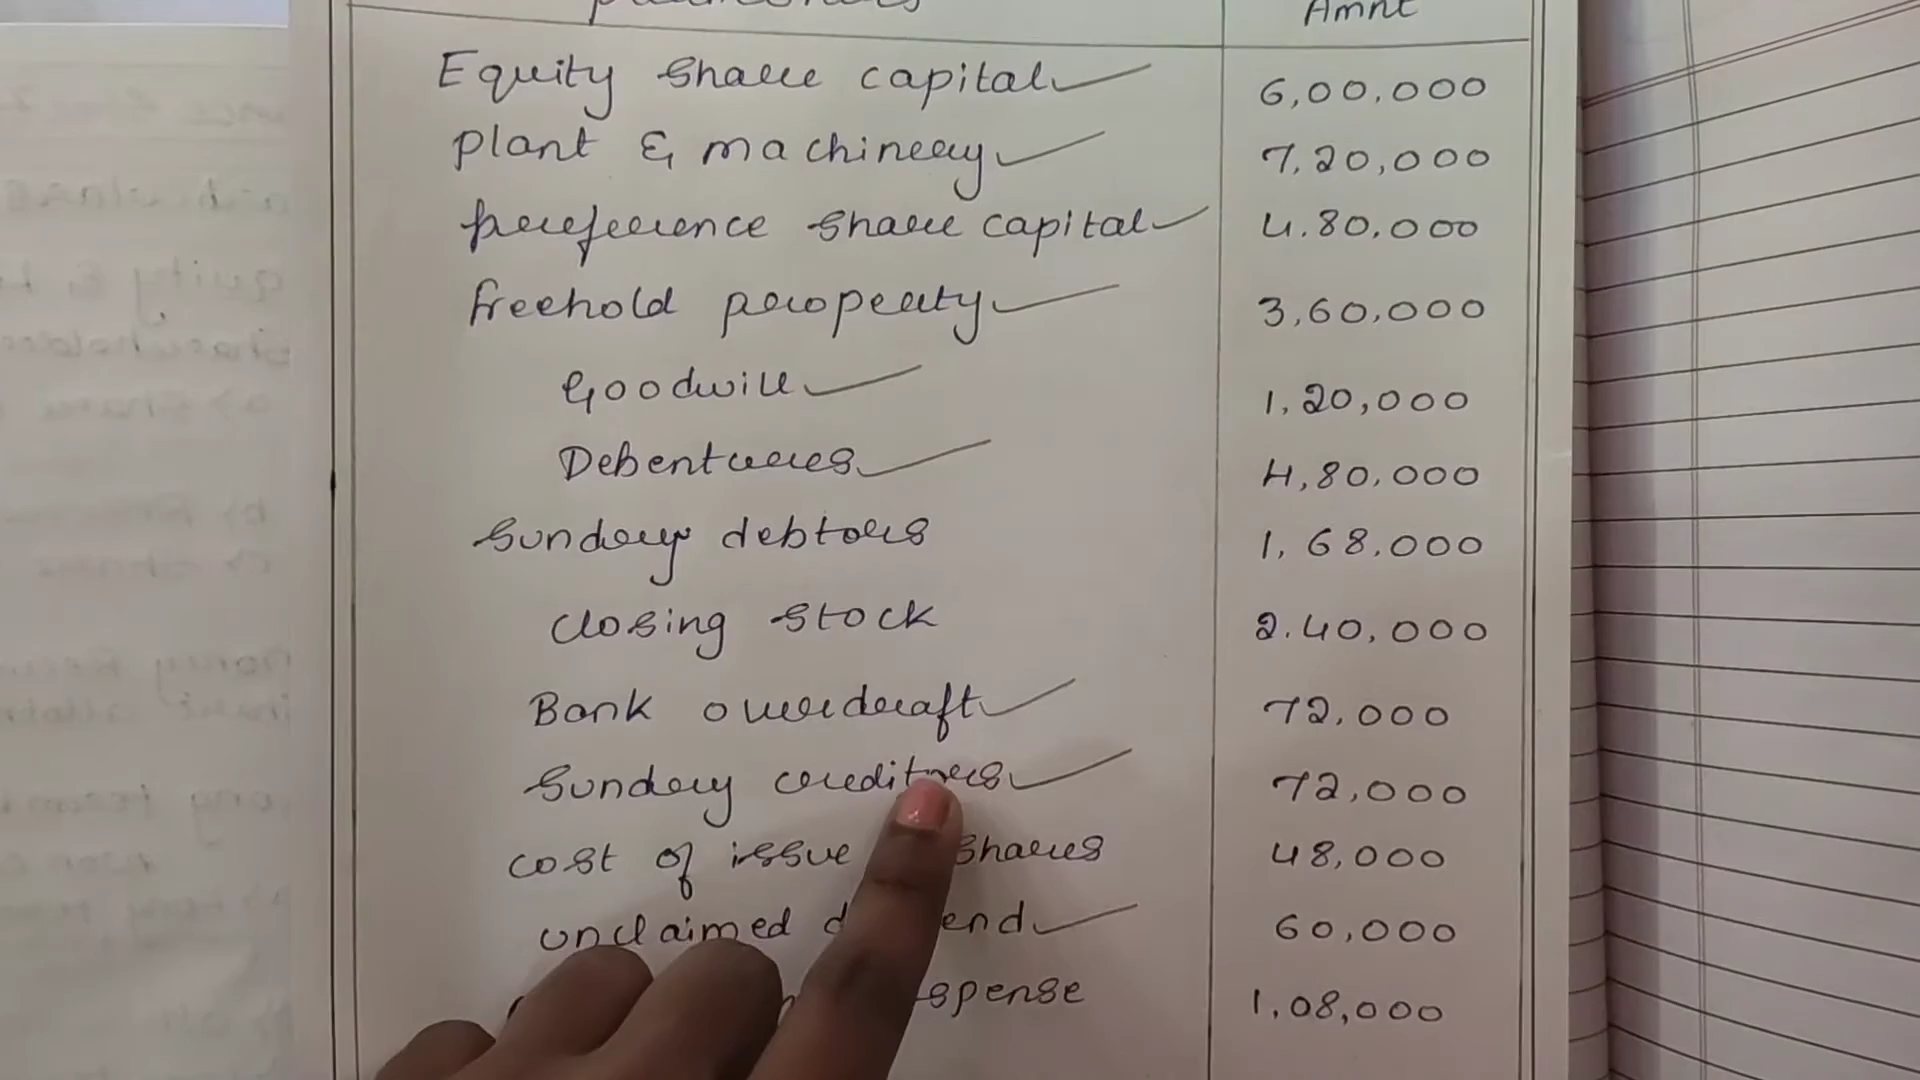 Amnt
Equity Share capital 6,00,000
Plant & machinery 7,20,000
preference share capital 4.80,000
freehold property 3,60,000
Goodwill 1,20,000
Debentures 4,80,000
Sundry debtors 1,68,000
closing stock 2.40,000
Bank overdraft 72,000
Sundry creditors 72,000
cost of issue shares 48,000
unclaimed 60,000
1,08,000